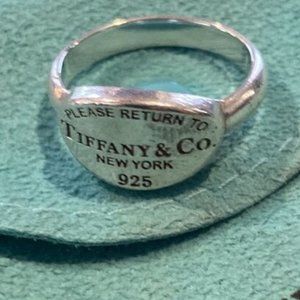 PLEASE RETURN TO
TIFFANY & CO.
NEW YORK
925